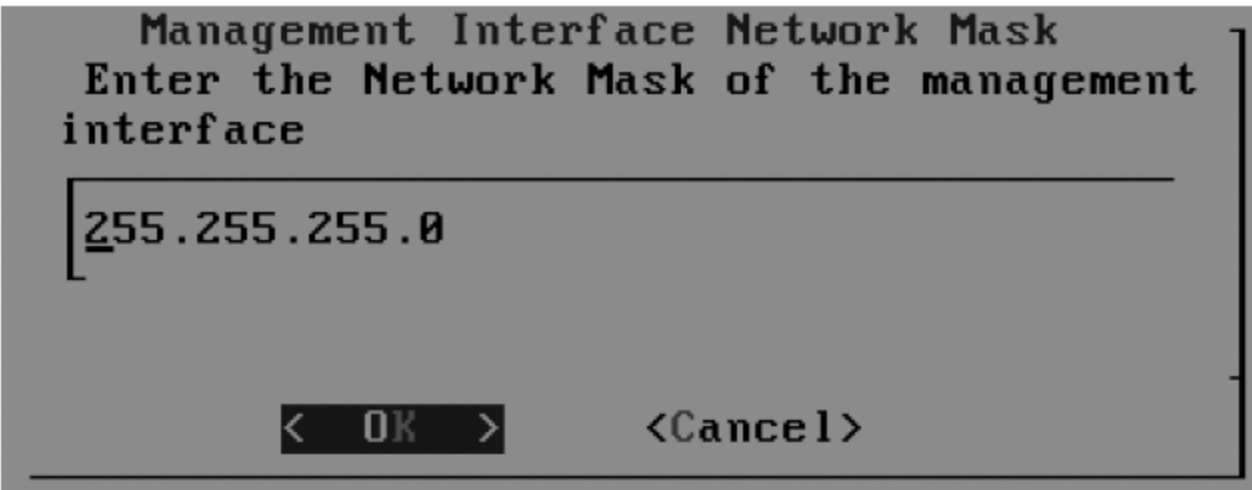 Management Interface Network Mask
Enter the Network Mask of the management
interface
255.255.255.0
< OK > <Cancel>